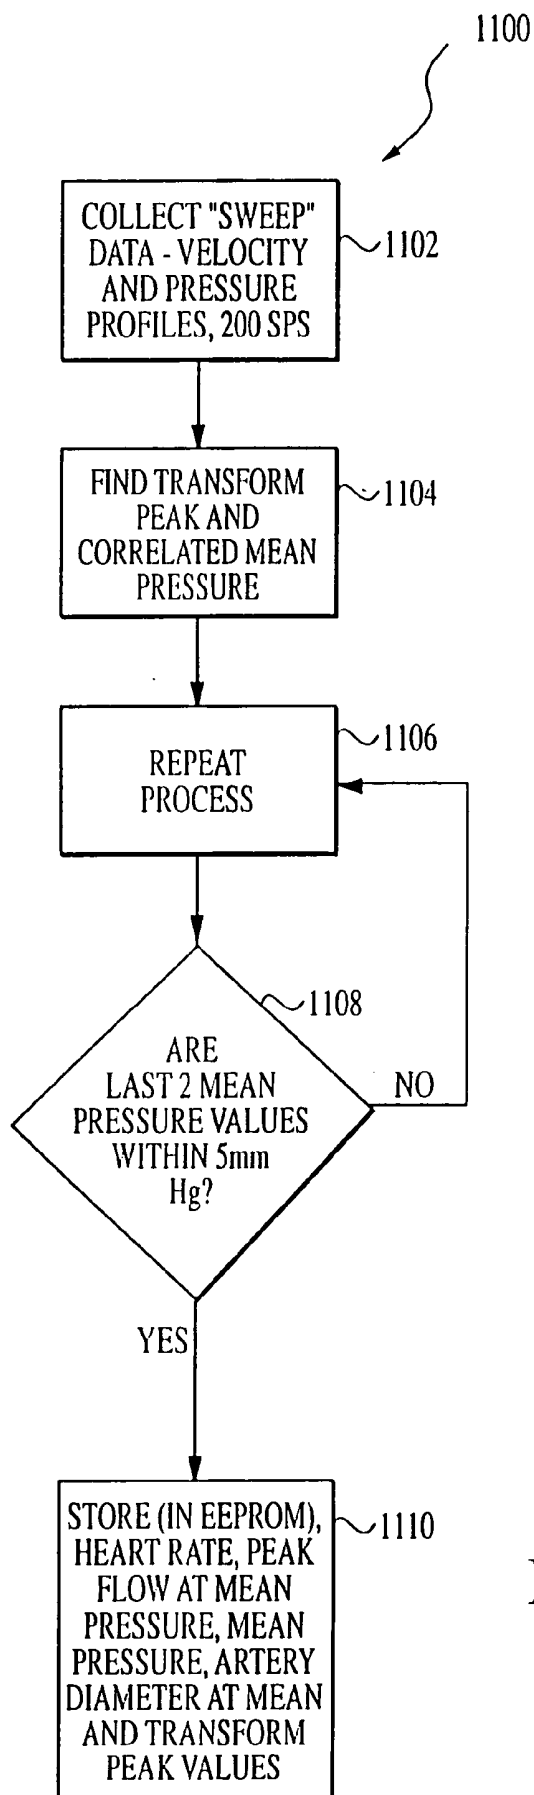 1100
COLLECT "SWEEP"
DATA - VELOCITY
AND PRESSURE
PROFILES, 200 SPS
1102
FIND TRANSFORM
PEAK AND
CORRELATED MEAN
PRESSURE
1104
REPEAT
PROCESS
1106
ARE
LAST 2 MEAN
PRESSURE VALUES
WITHIN 5mm
Hg?
1108
NO
YES
STORE (IN EEPROM),
HEART RATE, PEAK
FLOW AT MEAN
PRESSURE, MEAN
PRESSURE, ARTERY
DIAMETER AT MEAN
AND TRANSFORM
PEAK VALUES
1110